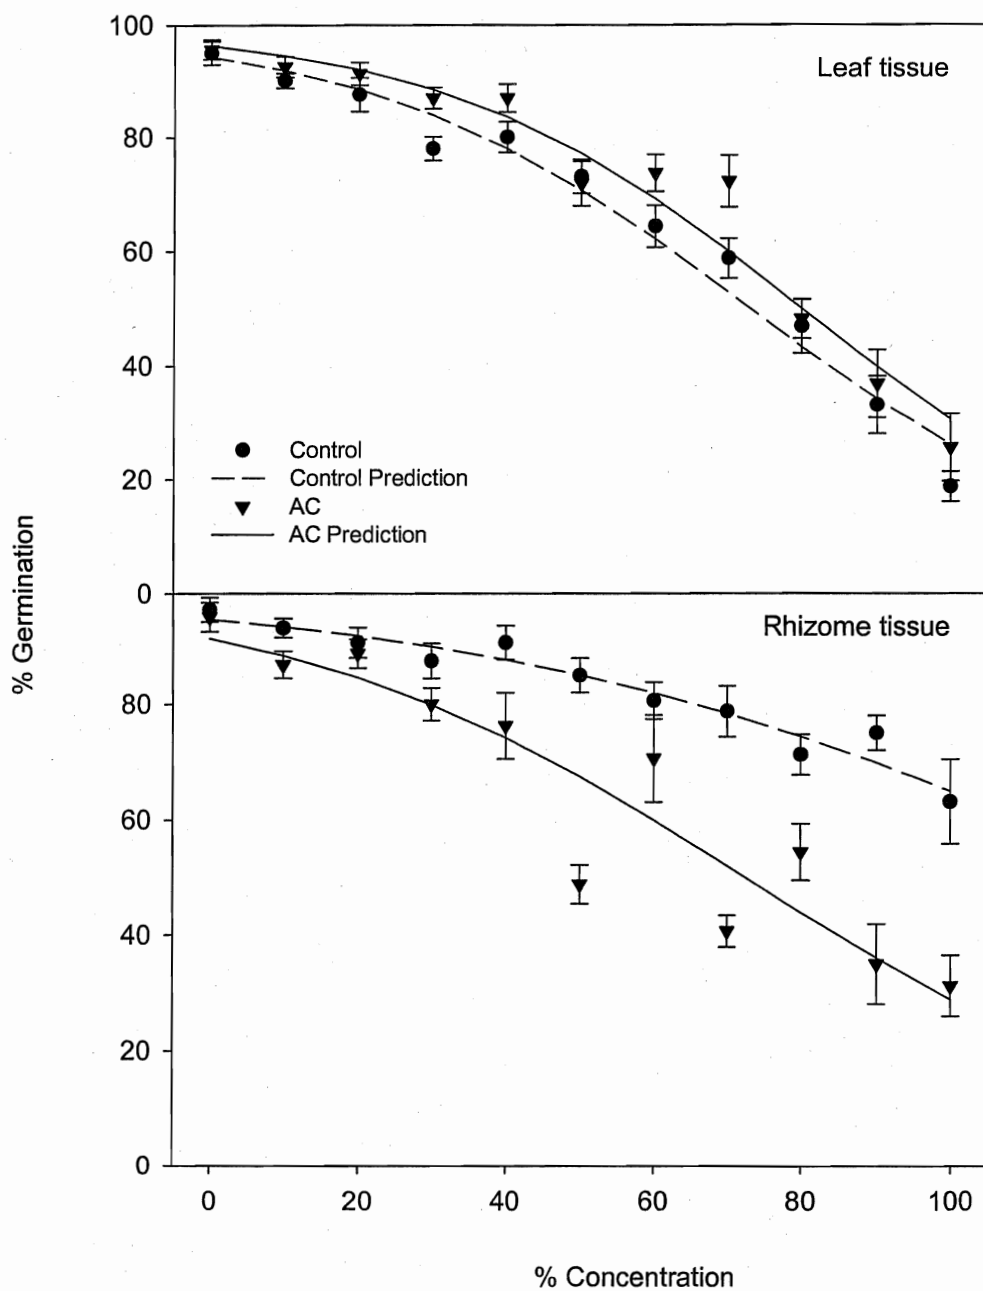 100
Leaf tissue
80
60
40
Control
Control Prediction
20
AC
AC Prediction
0
% Germination
Rhizome tissue
80
60
40
20
0
0 20 40 60 80 100
% Concentration